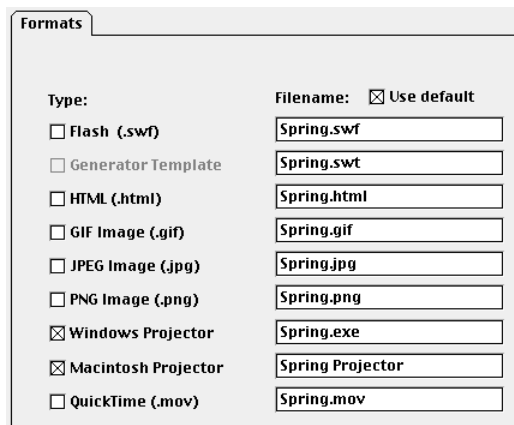 Formats
Type: Filename: Use default
Flash (.swf) Spring.swf
Generator Template Spring.swt
HTML (.html) Spring.html
GIF Image (.gif) Spring.gif
JPEG Image (.jpg) Spring.jpg
PNG Image (.png) Spring.png
Windows Projector Spring.exe
Macintosh Projector Spring Projector
QuickTime (.mov) Spring.mov